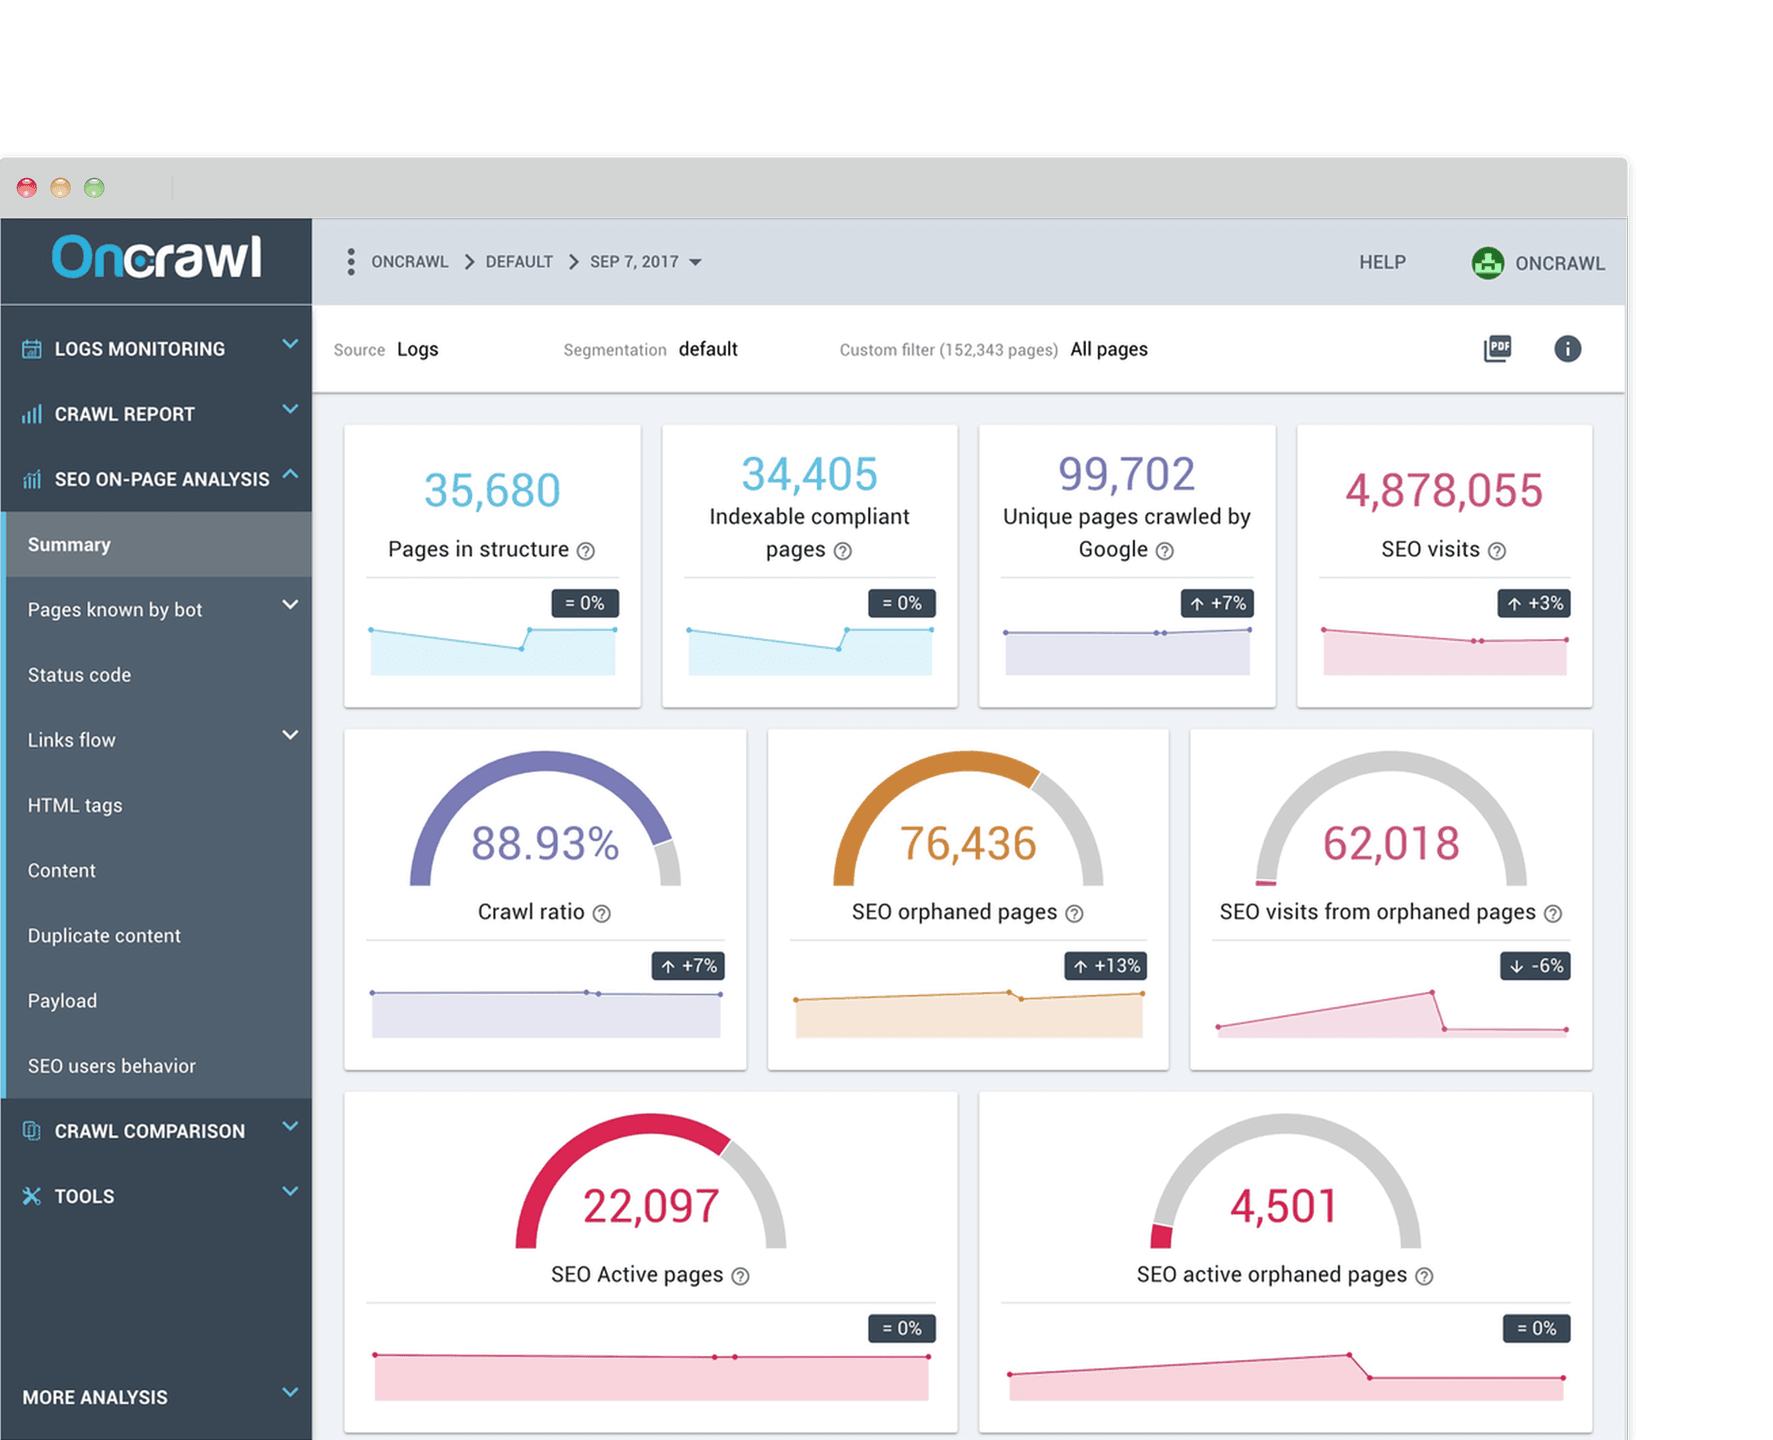 Oncrawl
ONCRAWL
DEFAULT
SEP 7, 2017
HELP
ONCRAWL
LOGS MONITORING
CRAWL REPORT
SEO ON-PAGE ANALYSIS
Summary
Pages known by bot
Status code
Links flow
HTML tags
Content
Duplicate content
Payload
SEO users behavior
CRAWL COMPARISON
TOOLS
MORE ANALYSIS
Source Logs
Segmentation default
Custom filter (152,343 pages) All pages
PDF
i
35,680
Pages in structure ?
= 0%
34,405
Indexable compliant
pages ?
= 0%
99,702
Unique pages crawled by
Google ?
↑ +7%
4,878,055
SEO visits ?
↑ +3%
88.93%
Crawl ratio ?
↑ +7%
76,436
SEO orphaned pages ?
↑ +13%
62,018
SEO visits from orphaned pages ?
↓ -6%
22,097
SEO Active pages ?
= 0%
4,501
SEO active orphaned pages ?
= 0%